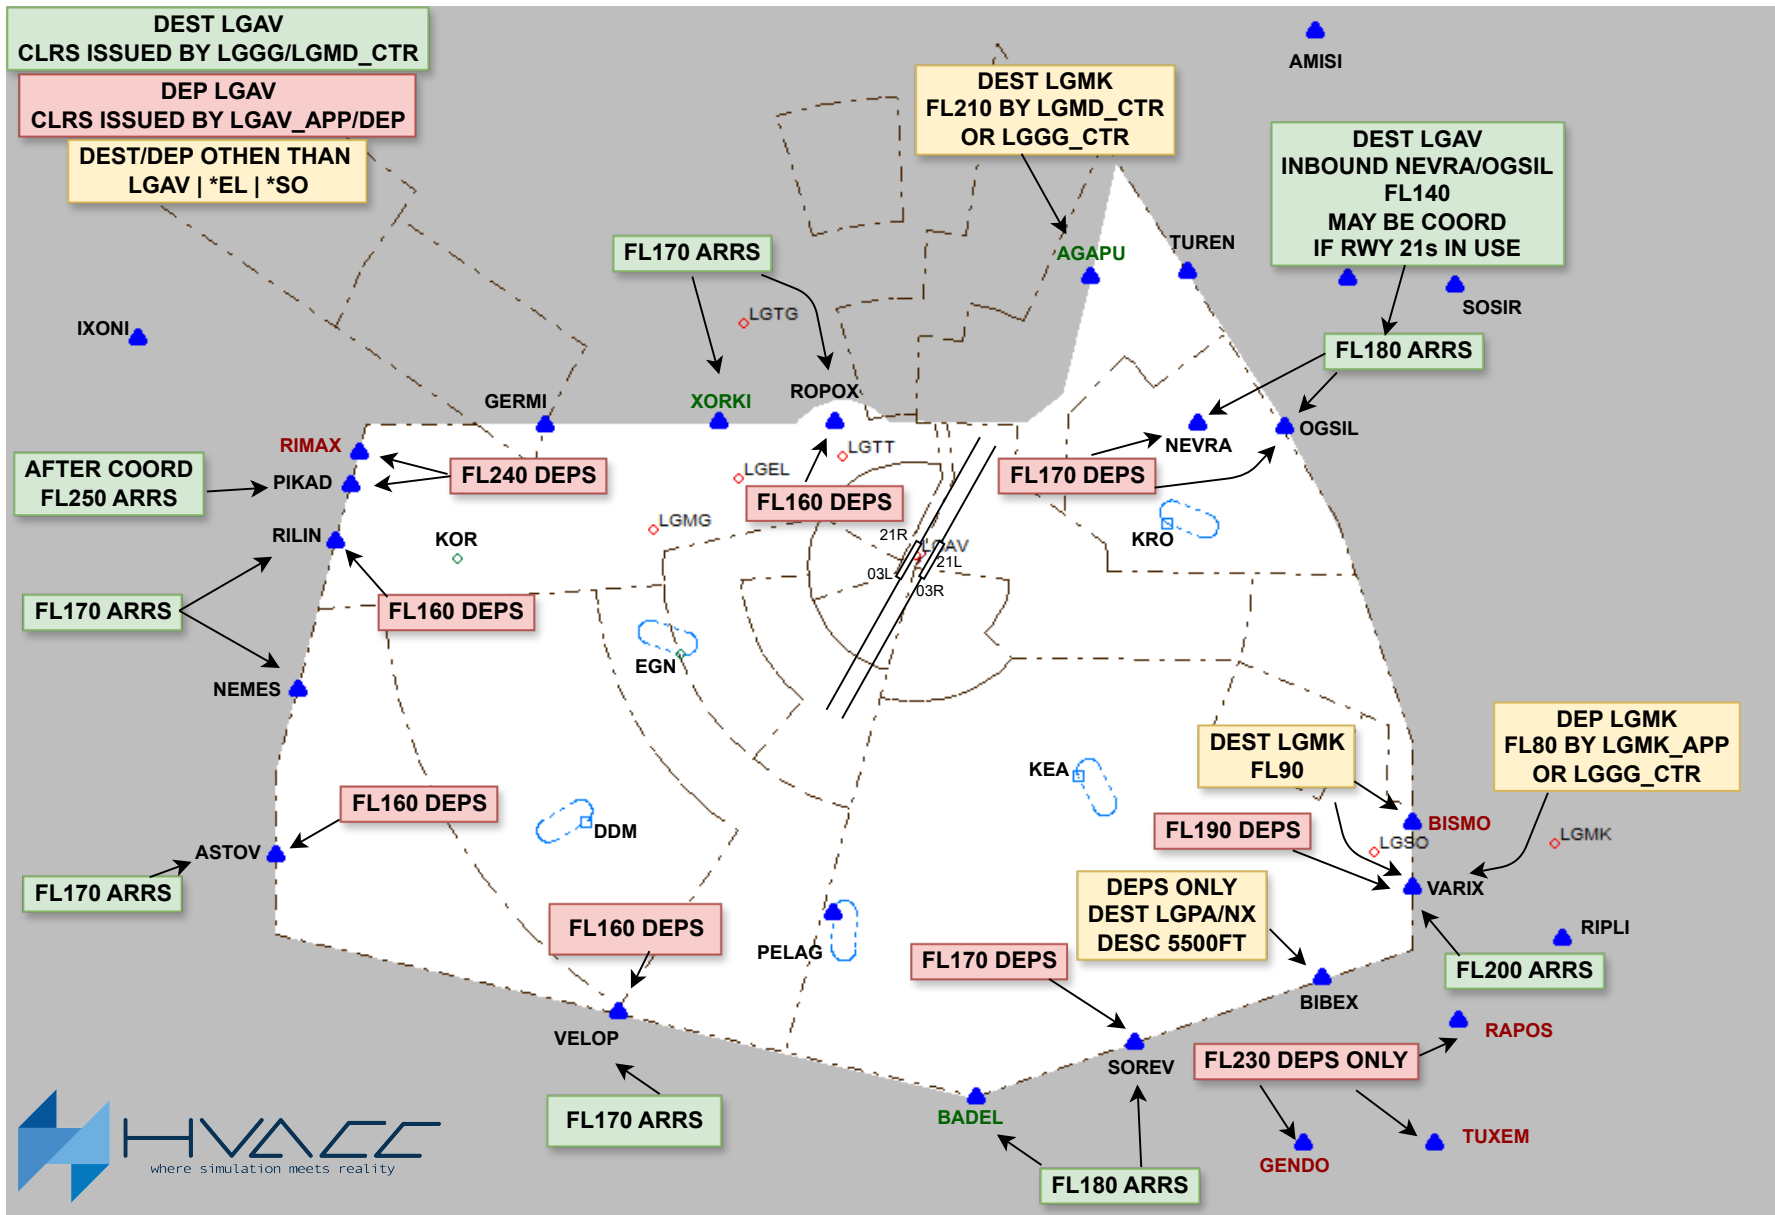 DEST LGAV
CLRS ISSUED BY LGGG/LGMD_CTR
DEP LGAV
CLRS ISSUED BY LGAV_APP/DEP
DEST/DEP OTHEN THAN
LGAV | *EL | *SO
AMISI
DEST LGMK
FL210 BY LGMD_CTR
OR LGGG_CTR
DEST LGAV
INBOUND NEVRA/OGSIL
FL140
MAY BE COORD
IF RWY 21s IN USE
FL170 ARRS
AGAPU
TUREN
SOSIR
IXONI
LGTG
FL180 ARRS
GERMI
XORKI
ROPOX
RIMAX
NEVRA
OGSIL
AFTER COORD
FL250 ARRS
PIKAD
FL240 DEPS
LGEL
LGTT
FL160 DEPS
FL170 DEPS
RILIN
KOR
LGMG
21R
LGAV
21L
03L
03R
KRO
FL170 ARRS
FL160 DEPS
EGN
NEMES
KEA
DEST LGMK
FL90
DEP LGMK
FL80 BY LGMK_APP
OR LGGG_CTR
FL160 DEPS
DDM
FL190 DEPS
BISMO
LGSO
LGMK
ASTOV
FL170 ARRS
VARIX
DEPS ONLY
DEST LGPA/NX
DESC 5500FT
FL160 DEPS
PELAG
FL170 DEPS
RIPLI
FL200 ARRS
BIBEX
VELOP
SOREV
FL230 DEPS ONLY
RAPOS
FL170 ARRS
BADEL
GENDO
TUXEM
FL180 ARRS
HVACC
where simulation meets reality